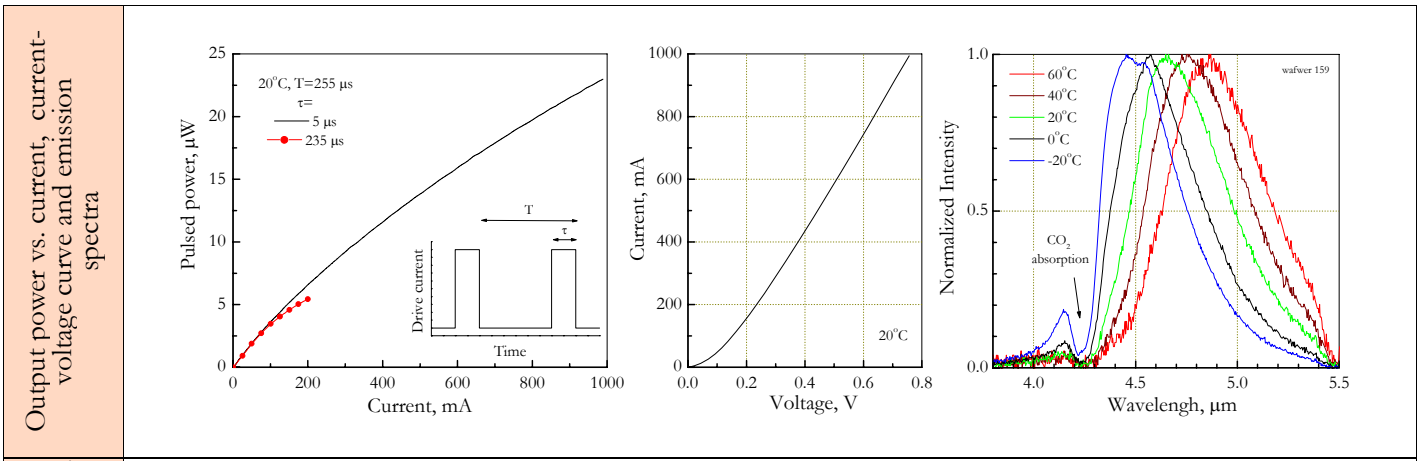 Output power vs. current, current-
voltage curve and emission
spectra
25
20
15
10
5
0
0
200
400
600
800
1000
Pulsed power, μW
Current, mA
20°C, T=255 μs
τ=
5 μs
235 μs
T
τ
Drive current
Time
1000
800
600
400
200
0
0.0
0.2
0.4
0.6
0.8
Current, mA
Voltage, V
20°C
1.0
0.5
0.0
4.0
4.5
5.0
5.5
Normalized Intensity
Wavelengh, μm
60°C
40°C
20°C
0°C
-20°C
wafwer 159
CO₂
absorption